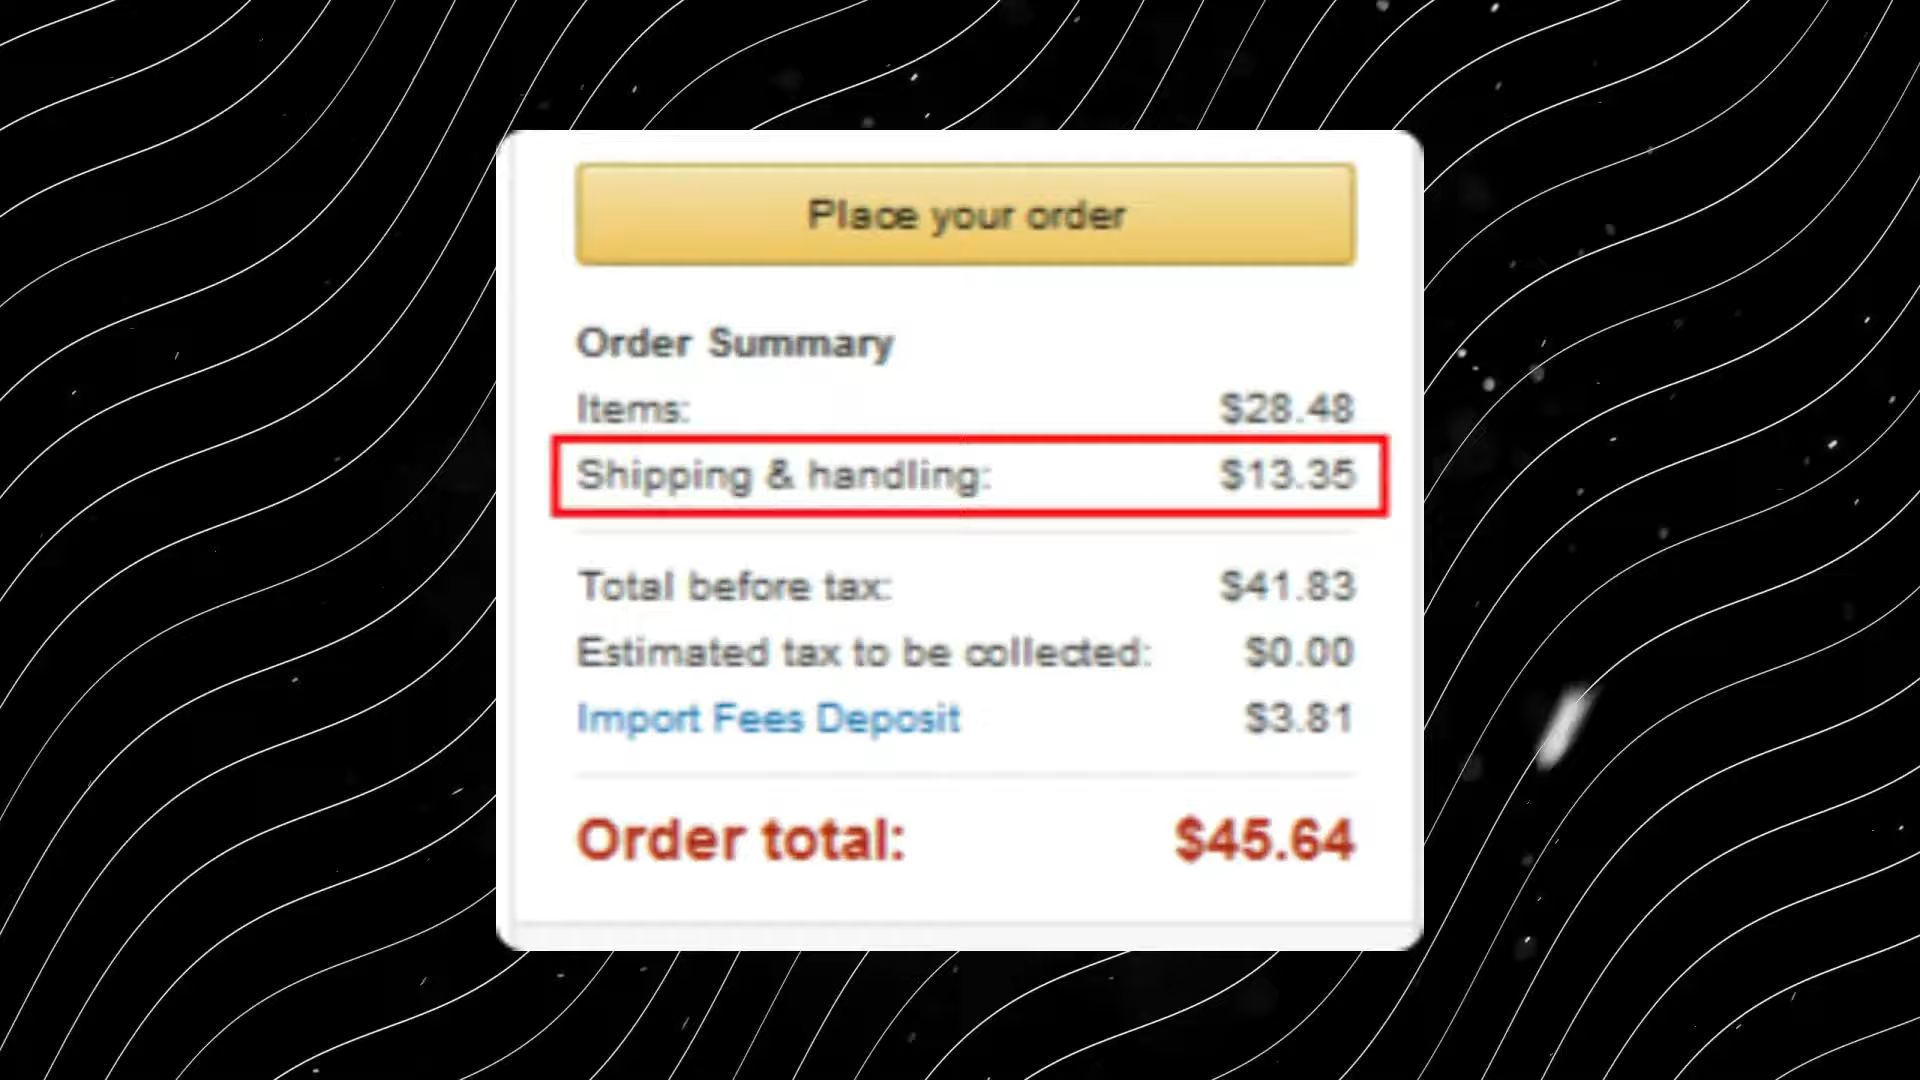 Place your order
Order Summary
Items: $28.48
Shipping & handling: $13.35
Total before tax: $41.83
Estimated tax to be collected: $0.00
Import Fees Deposit $3.81
Order total: $45.64